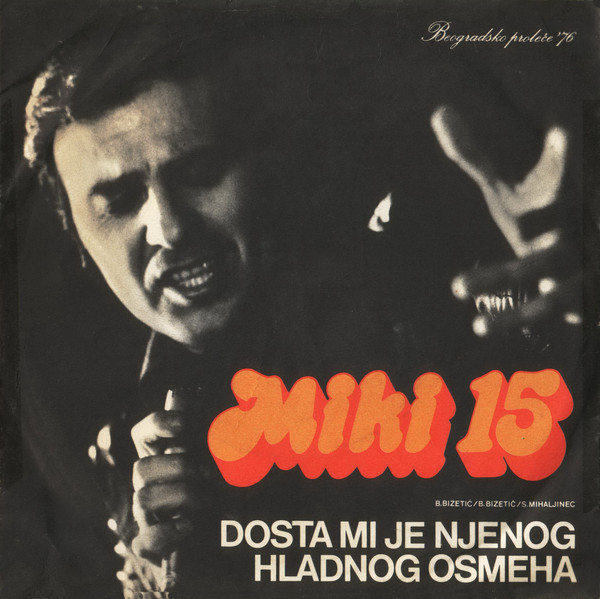 Beogradsko proleće '76
Miki 15
B.BIZETIĆ/B.BIZETIĆ/S.MIHALJINEC
DOSTA MI JE NJENOG
HLADNOG OSMEHA